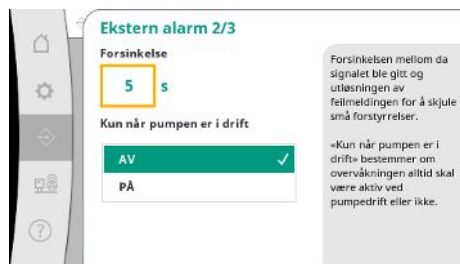 Ekstern alarm 2/3
Forsinkelse
5 s
Kun når pumpen er i drift
AV
PÅ
Forsinkelsen mellom da
signalet ble gitt og
utløsningen av
feilmeldingen for å skjule
små forstyrrelser.
«Kun når pumpen er i
drift» bestemmer om
overvåkningen alltid skal
være aktiv ved
pumpedrift eller ikke.